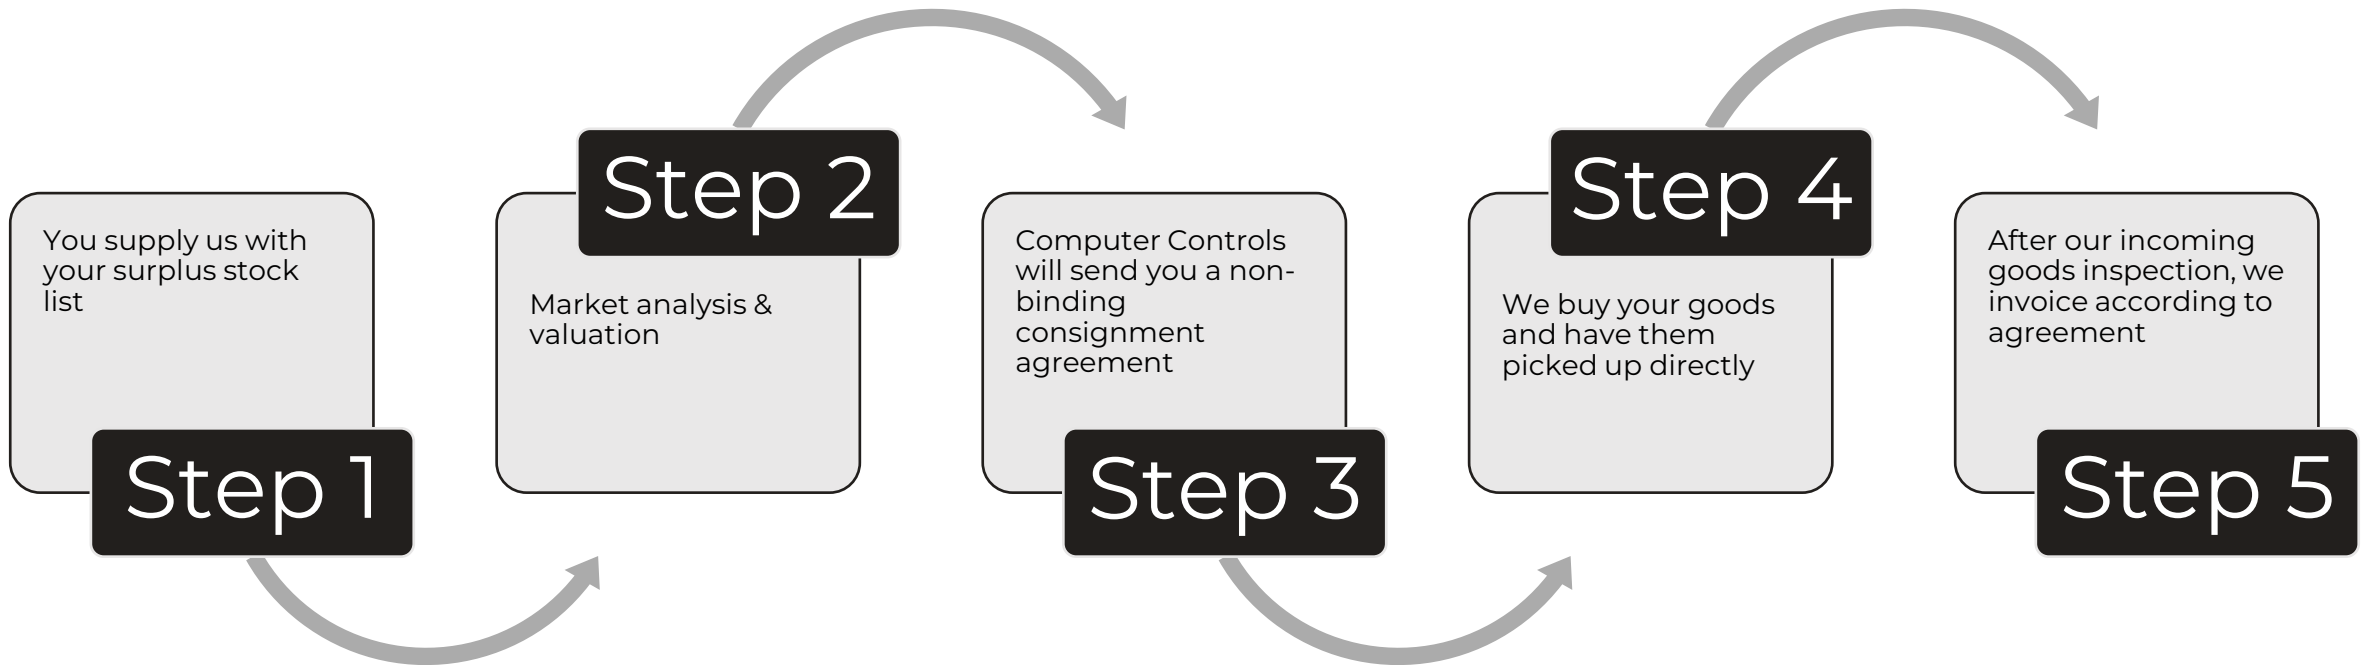 You supply us with
your surplus stock
list
Step 1
Step 2
Market analysis &
valuation
Computer Controls
will send you a non-
binding
consignment
agreement
Step 3
Step 4
We buy your goods
and have them
picked up directly
After our incoming
goods inspection, we
invoice according to
agreement
Step 5